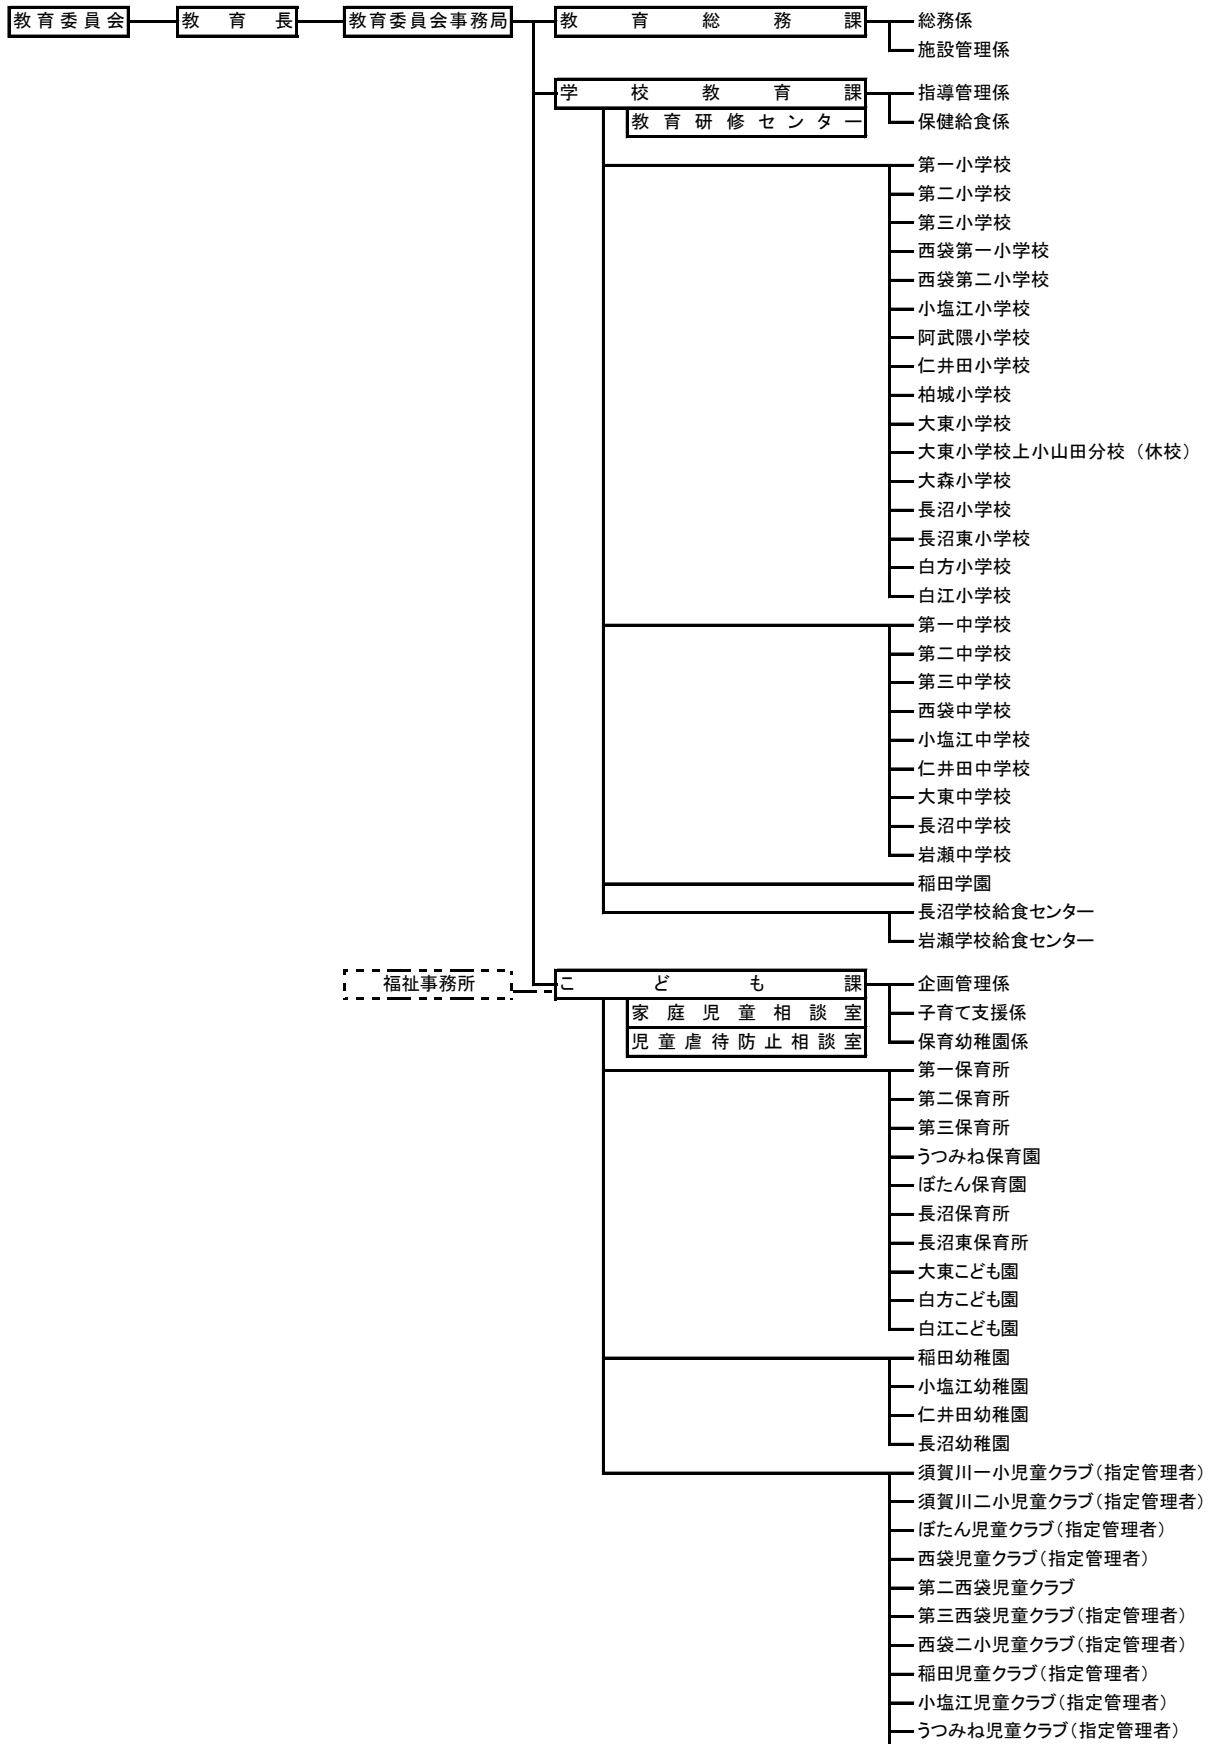 教育委員会 教育長 教育委員会事務局 教育総務課 総務係
施設管理係
学校教育課 指導管理係
教育研修センター 保健給食係
第一小学校
第二小学校
第三小学校
西袋第一小学校
西袋第二小学校
小塩江小学校
阿武隈小学校
仁井田小学校
柏城小学校
大東小学校
大東小学校上小山田分校（休校）
大森小学校
長沼小学校
長沼東小学校
白方小学校
白江小学校
第一中学校
第二中学校
第三中学校
西袋中学校
小塩江中学校
仁井田中学校
大東中学校
長沼中学校
岩瀬中学校
稲田学園
長沼学校給食センター
岩瀬学校給食センター
福祉事務所 こども課 企画管理係
家庭児童相談室 子育て支援係
児童虐待防止相談室 保育幼稚園係
第一保育所
第二保育所
第三保育所
うつみね保育園
ぼたん保育園
長沼保育所
長沼東保育所
大東こども園
白方こども園
白江こども園
稲田幼稚園
小塩江幼稚園
仁井田幼稚園
長沼幼稚園
須賀川一小児童クラブ（指定管理者）
須賀川二小児童クラブ（指定管理者）
ぼたん児童クラブ（指定管理者）
西袋児童クラブ（指定管理者）
第二西袋児童クラブ
第三西袋児童クラブ（指定管理者）
西袋二小児童クラブ（指定管理者）
稲田児童クラブ（指定管理者）
小塩江児童クラブ（指定管理者）
うつみね児童クラブ（指定管理者）